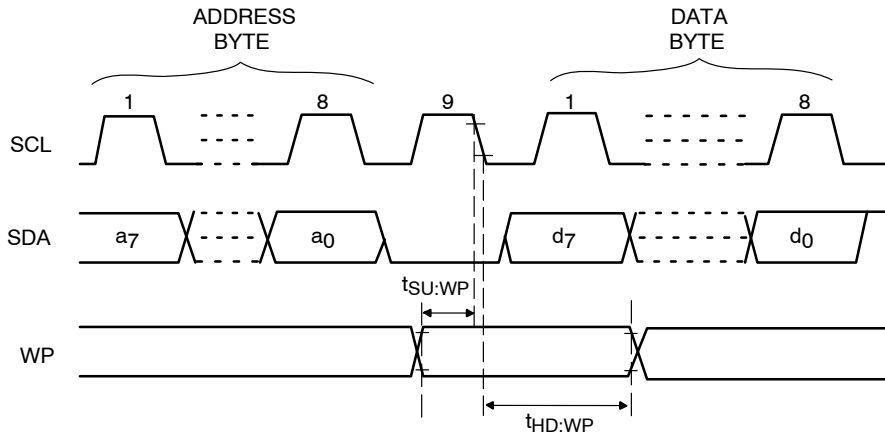 ADDRESS
BYTE
DATA
BYTE
1
8
9
1
8
SCL
SDA
a7
a0
d7
d0
tSU:WP
WP
tHD:WP